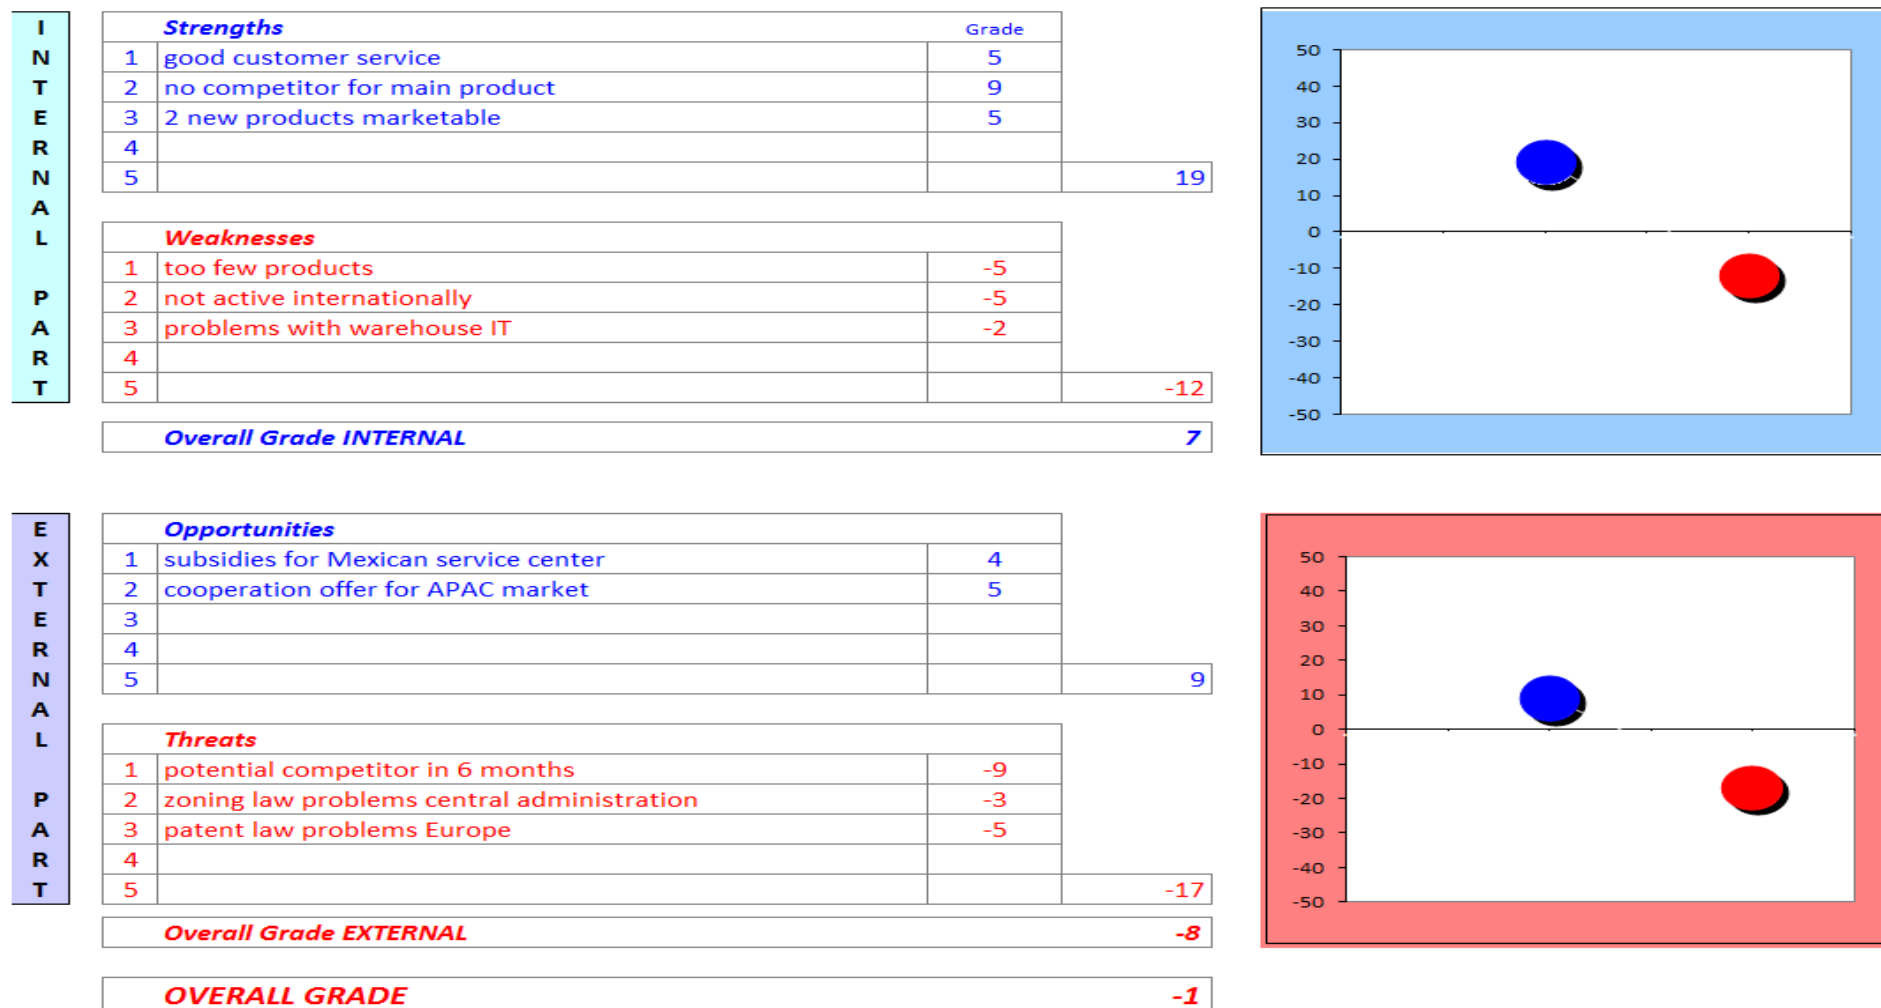 INTERNAL PART
Strengths Grade
1 good customer service 5
2 no competitor for main product 9
3 2 new products marketable 5
4
5 19
Weaknesses
1 too few products -5
2 not active internationally -5
3 problems with warehouse IT -2
4
5 -12
Overall Grade INTERNAL 7
50
40
30
20
10
0
-10
-20
-30
-40
-50
EXTERNAL PART
Opportunities
1 subsidies for Mexican service center 4
2 cooperation offer for APAC market 5
3
4
5 9
Threats
1 potential competitor in 6 months -9
2 zoning law problems central administration -3
3 patent law problems Europe -5
4
5 -17
Overall Grade EXTERNAL -8
50
40
30
20
10
0
-10
-20
-30
-40
-50
OVERALL GRADE -1